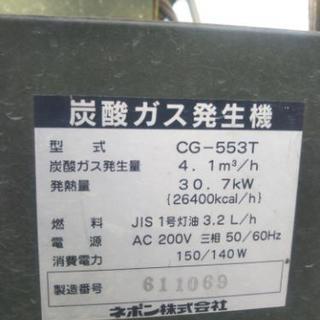 炭酸ガス発生機
型式 CG-553T
炭酸ガス発生量 4.1m³/h
発熱量 30.7kW
{26400kcal/h}
燃料 JIS 1号灯油 3.2 L/h
電源 AC 200V 三相 50/60Hz
消費電力 150/140W
製造番号 611069
ネポン株式会社